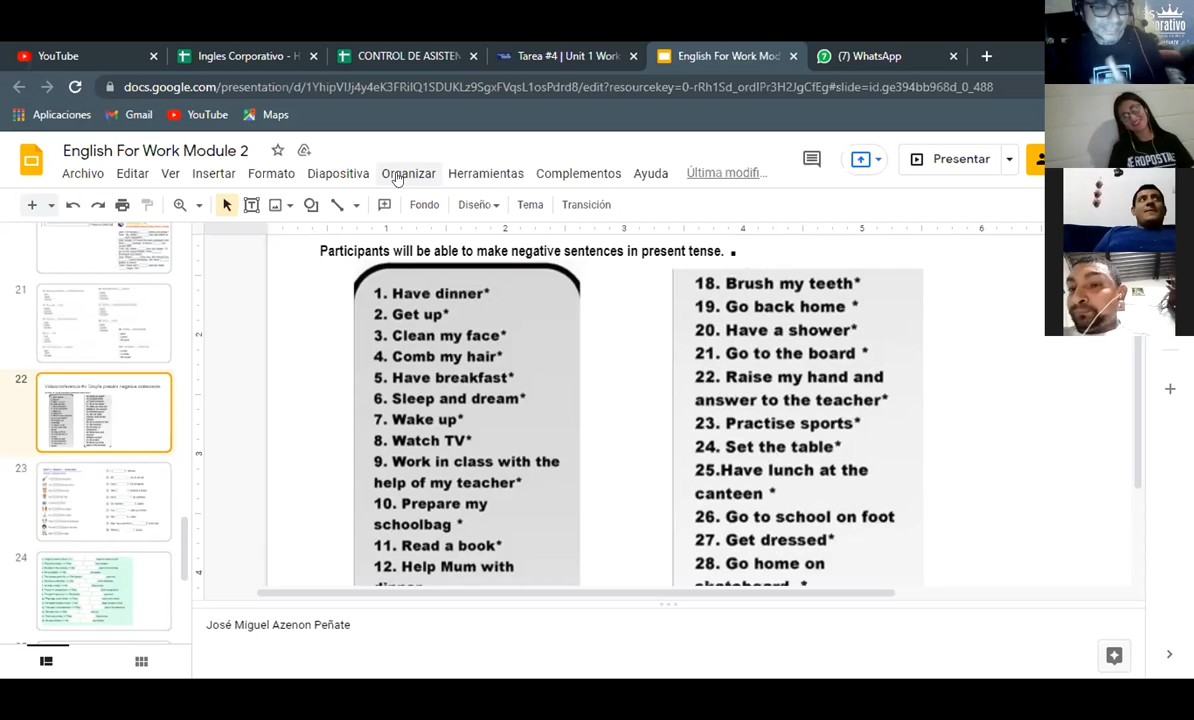 YouTube
Ingles Corporativo - H
CONTROL DE ASISTEN
Tarea #4 | Unit 1 Work
English For Work Mod
(7) WhatsApp
docs.google.com/presentation/d/1YhipVIJj4y4eK3FRilQ1SDUKLz9SgxFVqsL1osPdrd8/edit?resourcekey=0-rRh1Sd_ordIPr3H2JgCfEg#slide=id.ge394bb968d_0_488
Aplicaciones
Gmail
YouTube
Maps
English For Work Module 2
Archivo Editar Ver Insertar Formato Diapositiva Organizar Herramientas Complementos Ayuda
Última modifi...
Presentar
Fondo Diseño Tema Transición
21
22
23
24
Participants will be able to make negative sentences in present tense.
1. Have dinner*
2. Get up*
3. Clean my face*
4. Comb my hair*
5. Have breakfast*
6. Sleep and dream*
7. Wake up*
8. Watch TV*
9. Work in class with the
help of my teacher*
10. Prepare my
schoolbag *
11. Read a book*
12. Help Mum with
18. Brush my teeth*
19. Go back home *
20. Have a shower*
21. Go to the board *
22. Raise my hand and
answer to the teacher*
23. Practise sports*
24. Set the table*
25.Have lunch at the
canteen *
26. Go to school on foot
27. Get dressed*
28. Go home on
José Miguel Azenon Peñate